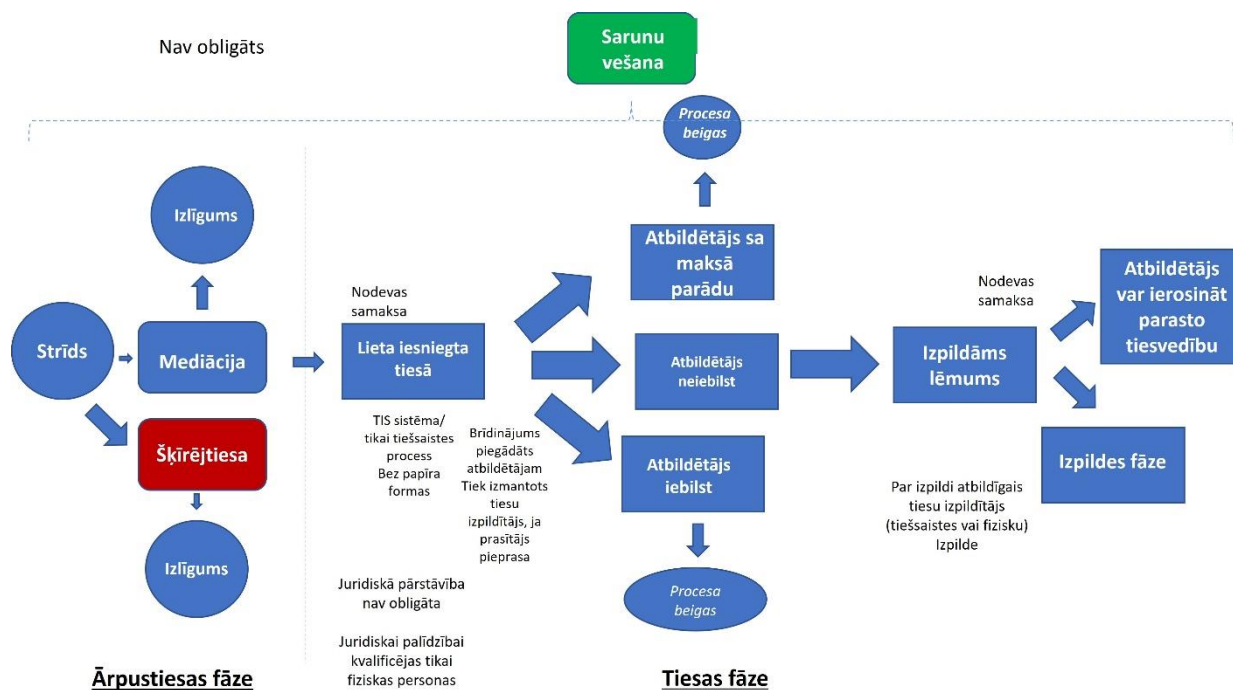 Nav obligāts
Sarunu
vešana
Procesa
beigas
Izlīgums
Atbildētājs sa
maksā
parādu
Nodevas
samaksa
Nodevas
samaksa
Atbildētājs
var ierosināt
parasto
tiesvedību
Strīds
Mediācija
Lieta iesniegta
tiesā
Atbildētājs
neiebilst
Izpildāms
lēmums
Šķīrējtiesa
TIS sistēma/
tikai tiešsaistes
process
Bez papīra
formas
Brīdinājums
piegādāts
atbildētājam
Tiek izmantots
tiesu
izpildītājs, ja
prasītājs
pieprasa
Atbildētājs
iebilst
Izpildes fāze
Par izpildi atbildīgais
tiesu izpildītājs
(tiešsaistes vai fizisku)
Izpilde
Izlīgums
Juridiskā pārstāvība
nav obligāta
Procesa
beigas
Juridiskai palīdzībai
kvalificējas tikai
fiziskas personas
Ārpustiesas fāze
Tiesas fāze